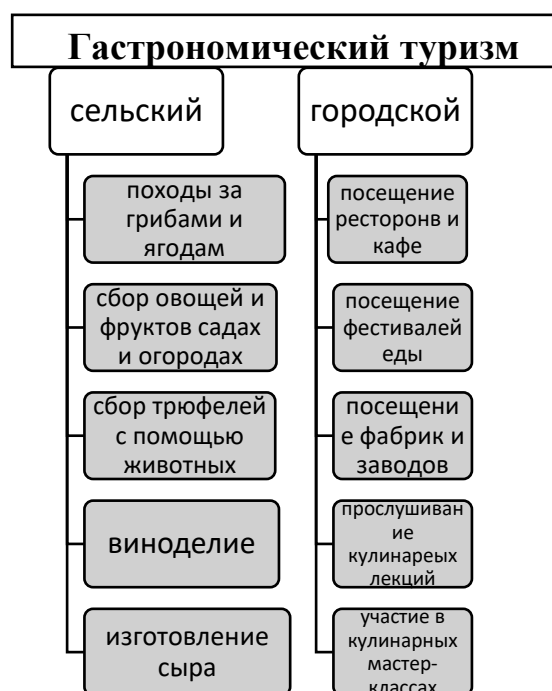 Гастрономический туризм
сельский
походы за
грибами и
ягодам
сбор овощей и
фруктов садах
и огородах
сбор трюфелей
с помощью
животных
виноделие
изготовление
сыра
городской
посещение
ресторонв и
кафе
посещение
фестивалей
еды
посещени
е фабрик и
заводов
прослушиван
ие
кулинареых
лекций
участие в
кулинарных
мастер-
классах